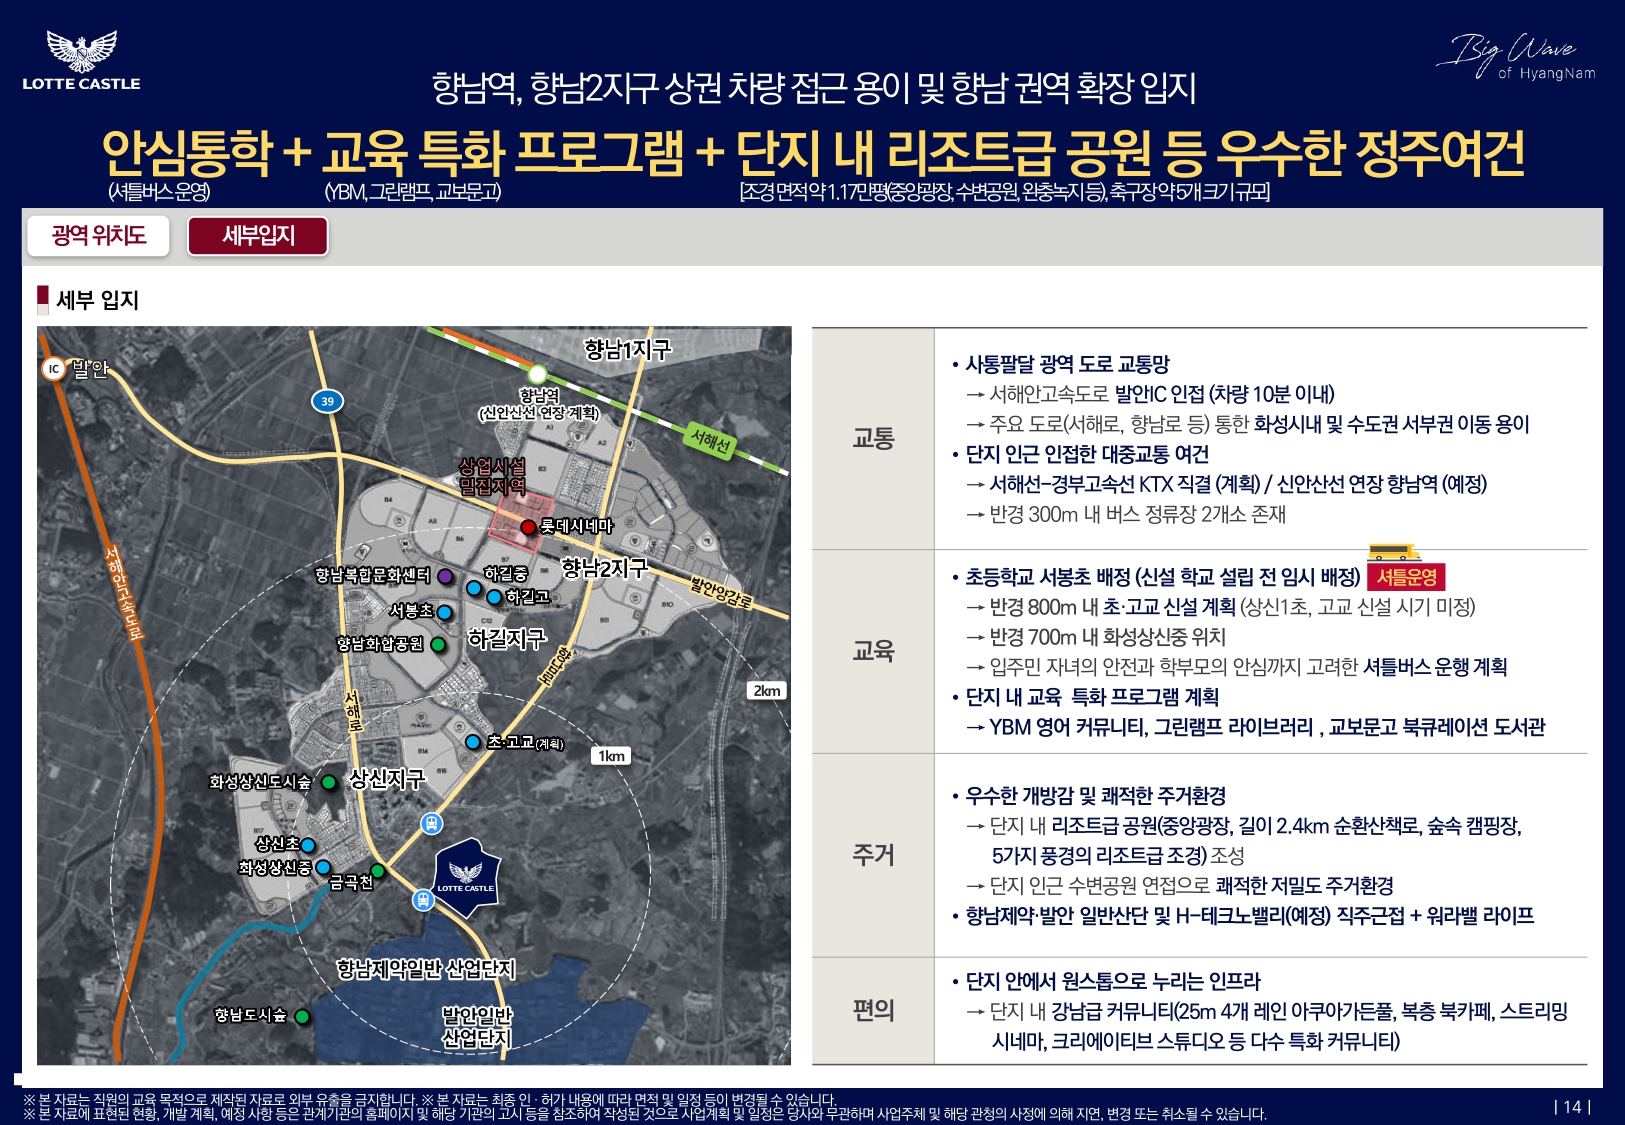 LOTTE CASTLE
Big Wave
of HyangNam
향남역, 향남2지구 상권 차량 접근 용이 및 향남 권역 확장 입지
안심통학 + 교육 특화 프로그램 + 단지 내 리조트급 공원 등 우수한 정주여건
(셔틀버스 운영) (YBM, 그린램프, 교보문고) [조경 면적 약 1.17만평(중앙광장, 수변공원, 완충녹지 등), 축구장 약 5개 크기 규모]
광역 위치도 세부입지
세부 입지
향남1지구
IC 발안
39
향남역
(신안산선 연장 계획)
서해선
A1
A2
B3
상업시설
밀집지역
B4
A5
B6
롯데시네마
향남2지구
향남복합문화센터
하길중
하길고
서봉초
발안양감로
B10
C12
향남화합공원
하길지구
향남로
서해안고속도로
서해로
2km
초·고교(계획)
1km
B14
B15
화성상신도시숲
상신지구
B17
상신초
화성상신중
금곡천
LOTTE CASTLE
향남제약일반 산업단지
향남도시숲
발안일반
산업단지
교통
• 사통팔달 광역 도로 교통망
→ 서해안고속도로 발안IC 인접 (차량 10분 이내)
→ 주요 도로(서해로, 향남로 등) 통한 화성시내 및 수도권 서부권 이동 용이
• 단지 인근 인접한 대중교통 여건
→ 서해선-경부고속선 KTX 직결 (계획) / 신안산선 연장 향남역 (예정)
→ 반경 300m 내 버스 정류장 2개소 존재
교육
• 초등학교 서봉초 배정 (신설 학교 설립 전 임시 배정) 셔틀운영
→ 반경 800m 내 초·고교 신설 계획 (상신1초, 고교 신설 시기 미정)
→ 반경 700m 내 화성상신중 위치
→ 입주민 자녀의 안전과 학부모의 안심까지 고려한 셔틀버스 운행 계획
• 단지 내 교육 특화 프로그램 계획
→ YBM 영어 커뮤니티, 그린램프 라이브러리 , 교보문고 북큐레이션 도서관
주거
• 우수한 개방감 및 쾌적한 주거환경
→ 단지 내 리조트급 공원(중앙광장, 길이 2.4km 순환산책로, 숲속 캠핑장,
5가지 풍경의 리조트급 조경) 조성
→ 단지 인근 수변공원 연접으로 쾌적한 저밀도 주거환경
• 향남제약·발안 일반산단 및 H-테크노밸리(예정) 직주근접 + 워라밸 라이프
편의
• 단지 안에서 원스톱으로 누리는 인프라
→ 단지 내 강남급 커뮤니티(25m 4개 레인 아쿠아가든풀, 복층 북카페, 스트리밍
시네마, 크리에이티브 스튜디오 등 다수 특화 커뮤니티)
※ 본 자료는 직원의 교육 목적으로 제작된 자료로 외부 유출을 금지합니다. ※ 본 자료는 최종 인·허가 내용에 따라 면적 및 일정 등이 변경될 수 있습니다.
※ 본 자료에 표현된 현황, 개발 계획, 예정 사항 등은 관계기관의 홈페이지 및 해당 기관의 고시 등을 참조하여 작성된 것으로 사업계획 및 일정은 당사와 무관하며 사업주체 및 해당 관청의 사정에 의해 지연, 변경 또는 취소될 수 있습니다.
| 14 |